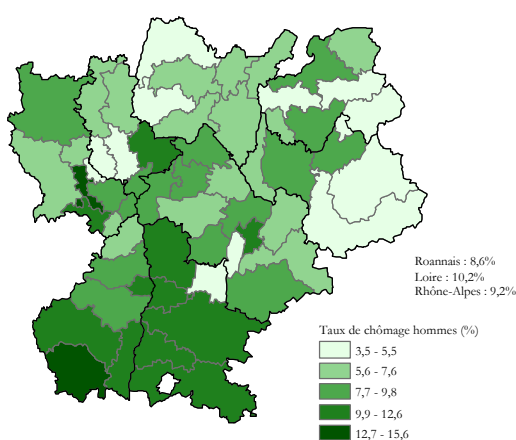 Roannais : 8,6%
Loire : 10,2%
Rhône-Alpes : 9,2%
Taux de chômage hommes (%)
3,5 - 5,5
5,6 - 7,6
7,7 - 9,8
9,9 - 12,6
12,7 - 15,6